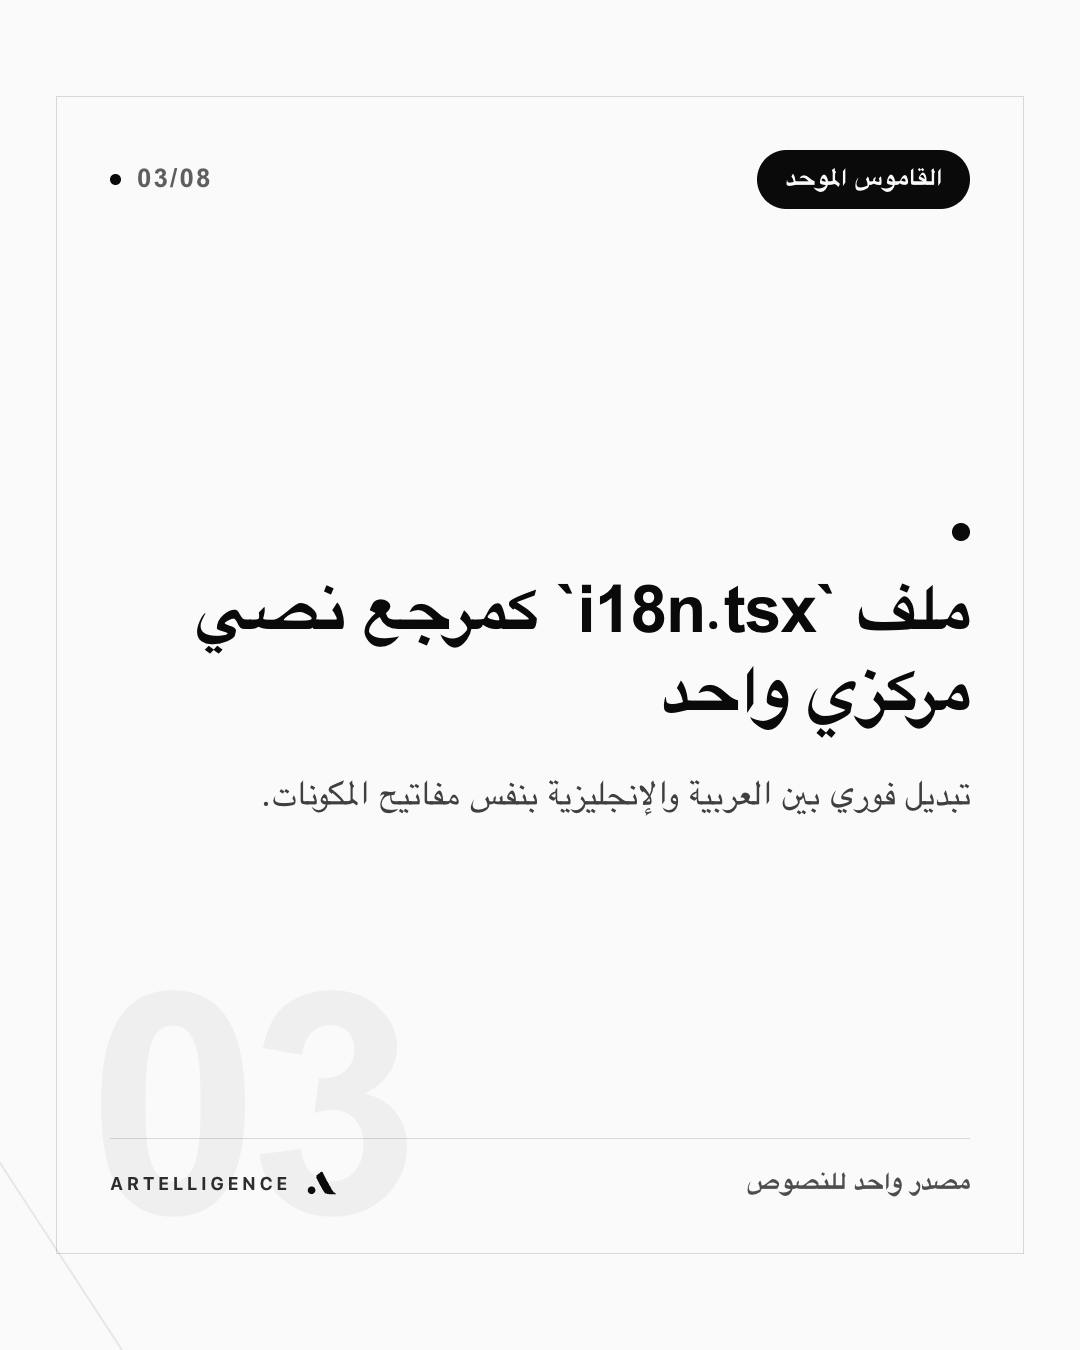 القاموس الموحد
03/08
ملف `i18n.tsx` كمرجع نصي
مركزي واحد
تبديل فوري بين العربية والإنجليزية بنفس مفاتيح المكونات.
03
مصدر واحد للنصوص
ARTELLIGENCE